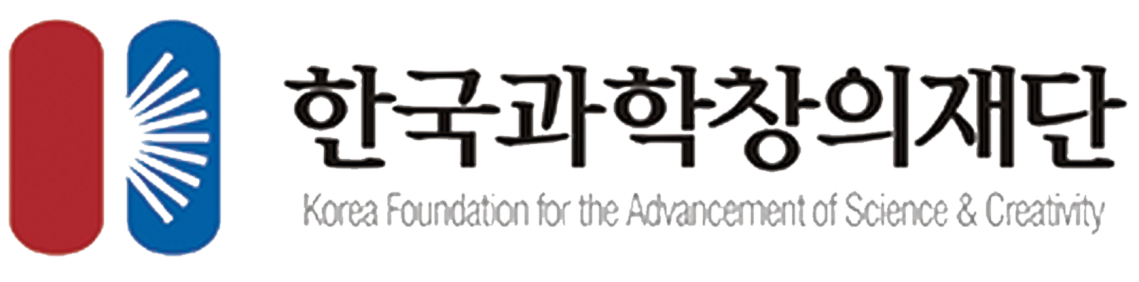 한국과학창의재단
Korea Foundation for the Advancement of Science & Creativity